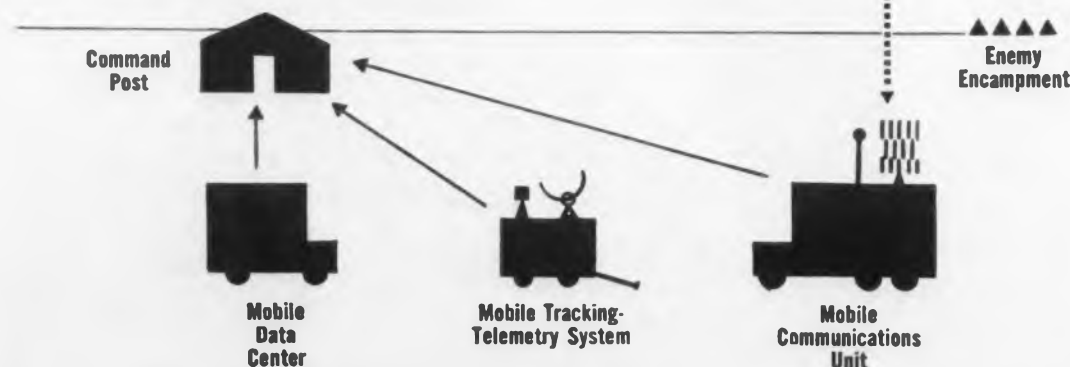 Command
Post
Enemy
Encampment
Mobile
Data
Center
Mobile Tracking-
Telemetry System
Mobile
Communications
Unit